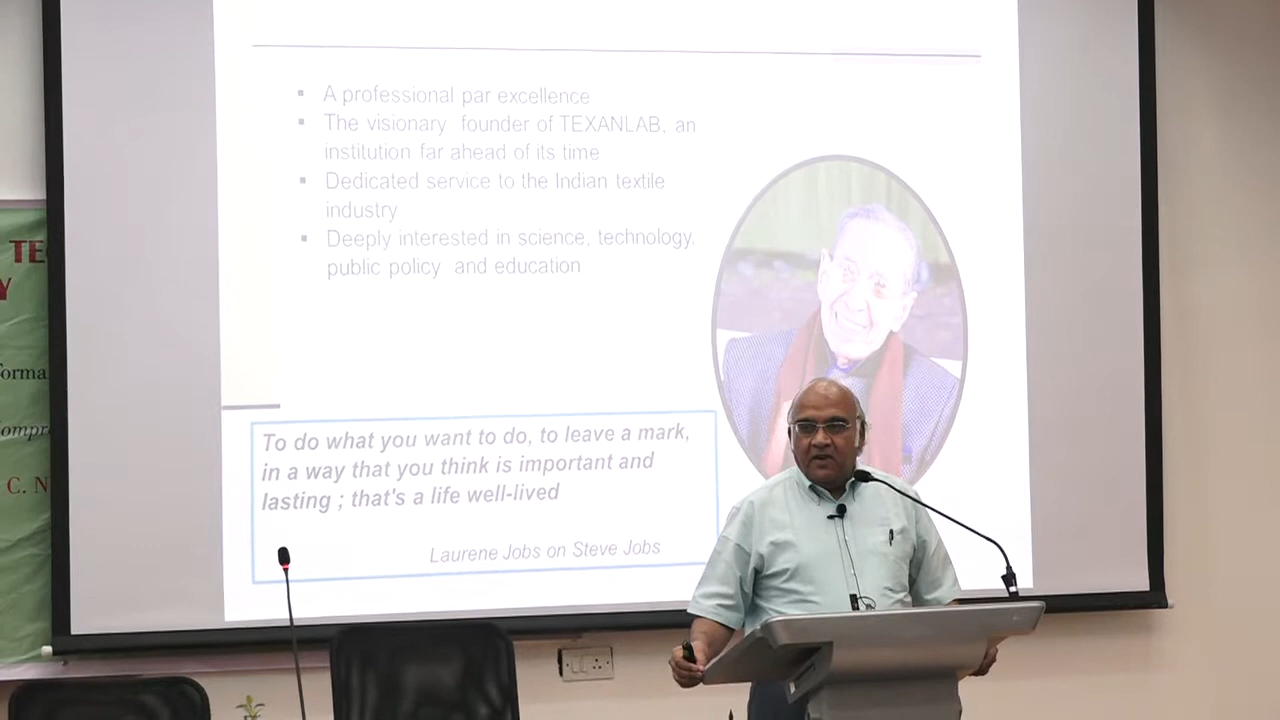 A professional par excellence
The visionary founder of TEXANLAB, an
institution far ahead of its time
Dedicated service to the Indian textile
industry
Deeply interested in science, technology,
public policy and education
To do what you want to do, to leave a mark,
in a way that you think is important and
lasting ; that's a life well-lived
Laurene Jobs on Steve Jobs
C. N